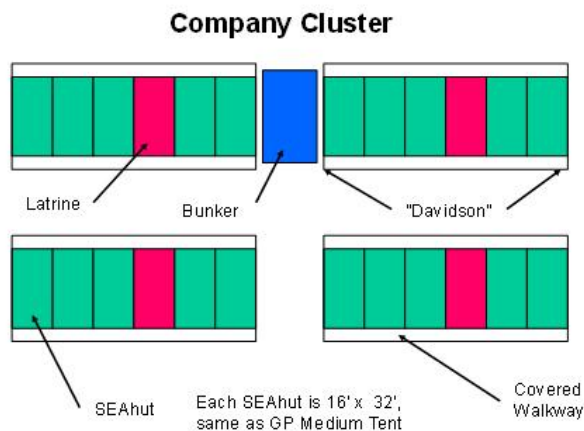 Company Cluster
Latrine
Bunker
"Davidson"
SEAhut
Each SEAhut is 16' x 32',
same as GP Medium Tent
Covered
Walkway